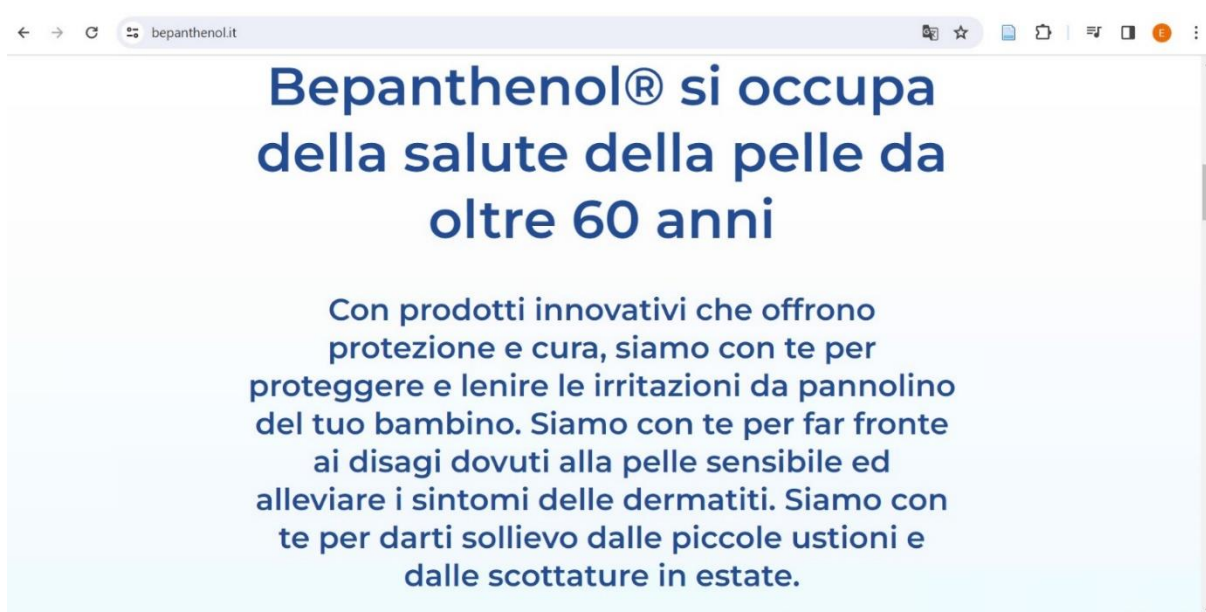 bepanthenol.it
E
Bepanthenol® si occupa
della salute della pelle da
oltre 60 anni
Con prodotti innovativi che offrono
protezione e cura, siamo con te per
proteggere e lenire le irritazioni da pannolino
del tuo bambino. Siamo con te per far fronte
ai disagi dovuti alla pelle sensibile ed
alleviare i sintomi delle dermatiti. Siamo con
te per darti sollievo dalle piccole ustioni e
dalle scottature in estate.